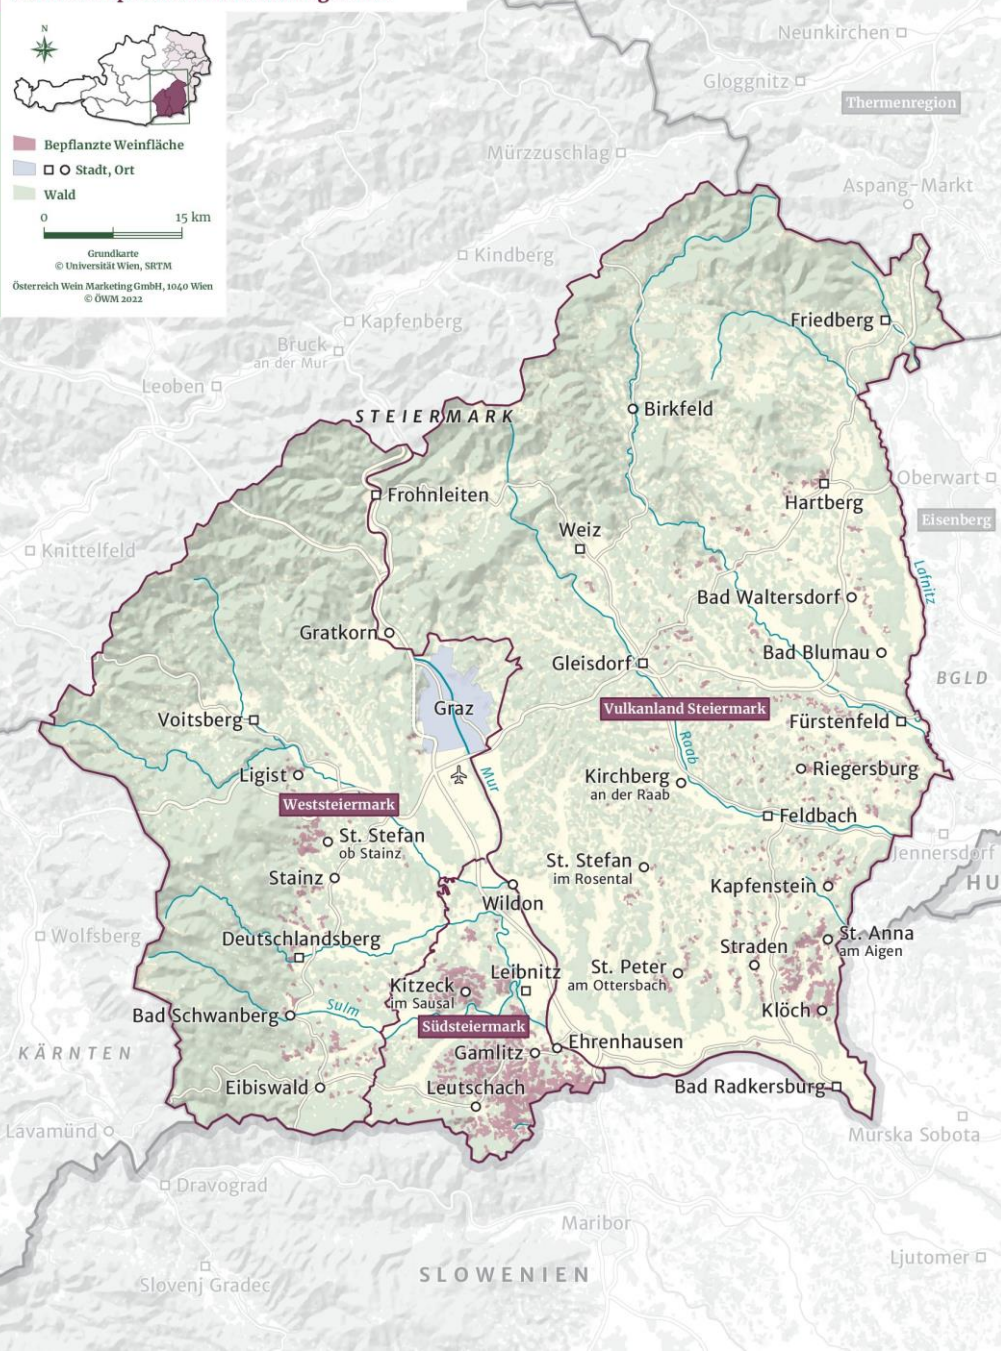 N
Bepflanzte Weinfläche
Stadt, Ort
Wald
0 15 km
Grundkarte
© Universität Wien, SRTM
Österreich Wein Marketing GmbH, 1040 Wien
© ÖWM 2022
Neunkirchen
Gloggnitz
Thermenregion
Mürzzuschlag
Aspang-Markt
Kindberg
Kapfenberg
Friedberg
Bruck
an der Mur
Leoben
STEIERMARK
Birkfeld
Oberwart
Frohnleiten
Hartberg
Eisenberg
Weiz
Knittelfeld
Lafnitz
Bad Waltersdorf
Gratkorn
Bad Blumau
Gleisdorf
BGLD
Graz
Vulkanland Steiermark
Voitsberg
Fürstenfeld
Raab
Mur
Ligist
Kirchberg
an der Raab
Riegersburg
Weststeiermark
Feldbach
St. Stefan
ob Stainz
Jennersdorf
St. Stefan
im Rosental
Stainz
Kapfenstein
HU
Wildon
Wolfsberg
Deutschlandsberg
St. Anna
am Aigen
Straden
Leibnitz
St. Peter
am Ottersbach
Kitzeck
im Sausal
Bad Schwanberg
Sulm
Klöch
Südsteiermark
Ehrenhausen
KÄRNTEN
Gamlitz
Eibiswald
Leutschach
Bad Radkersburg
Lavamünd
Murska Sobota
Dravograd
Maribor
Ljutomer
SLOWENIEN
Slovenj Gradec